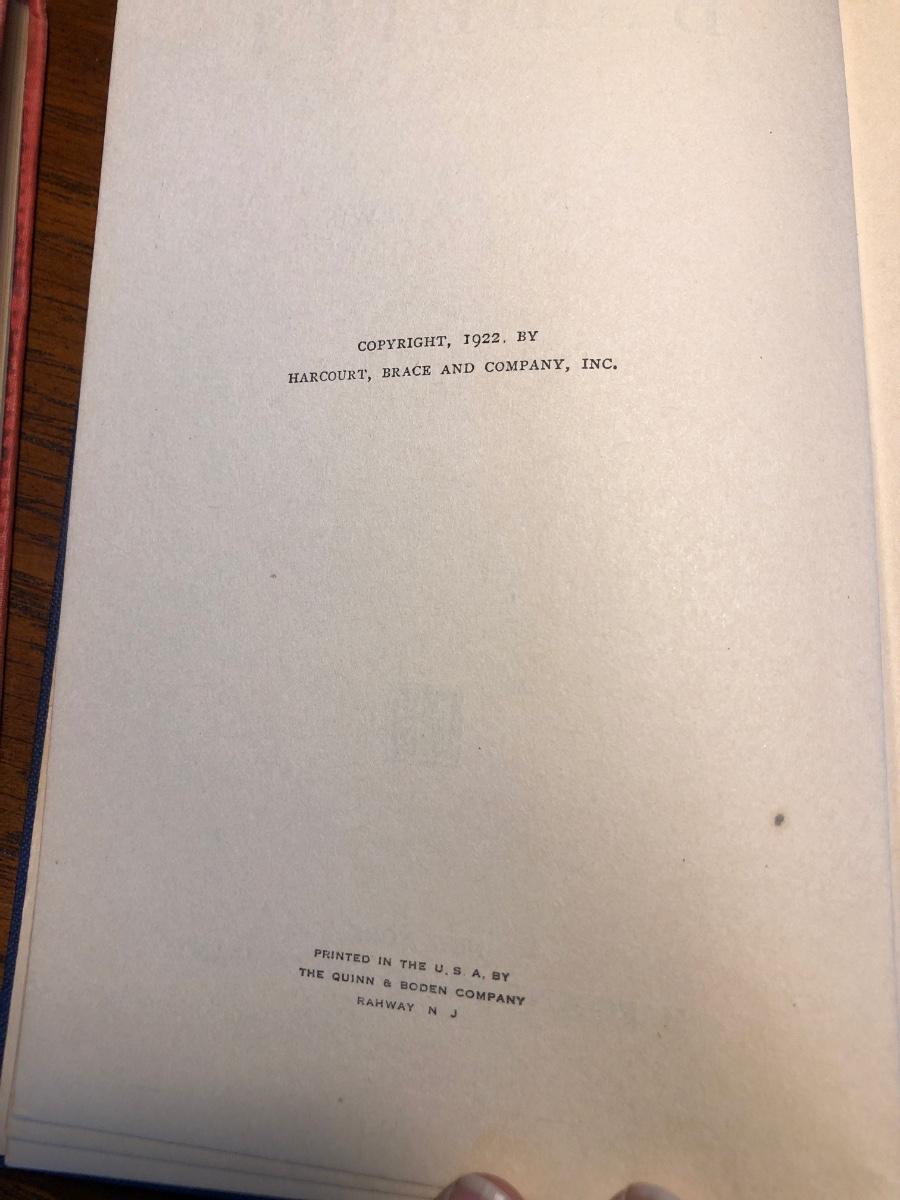 COPYRIGHT, 1922. BY
HARCOURT, BRACE AND COMPANY, INC.
PRINTED IN THE U. S. A. BY
THE QUINN & BODEN COMPANY
RAHWAY N J